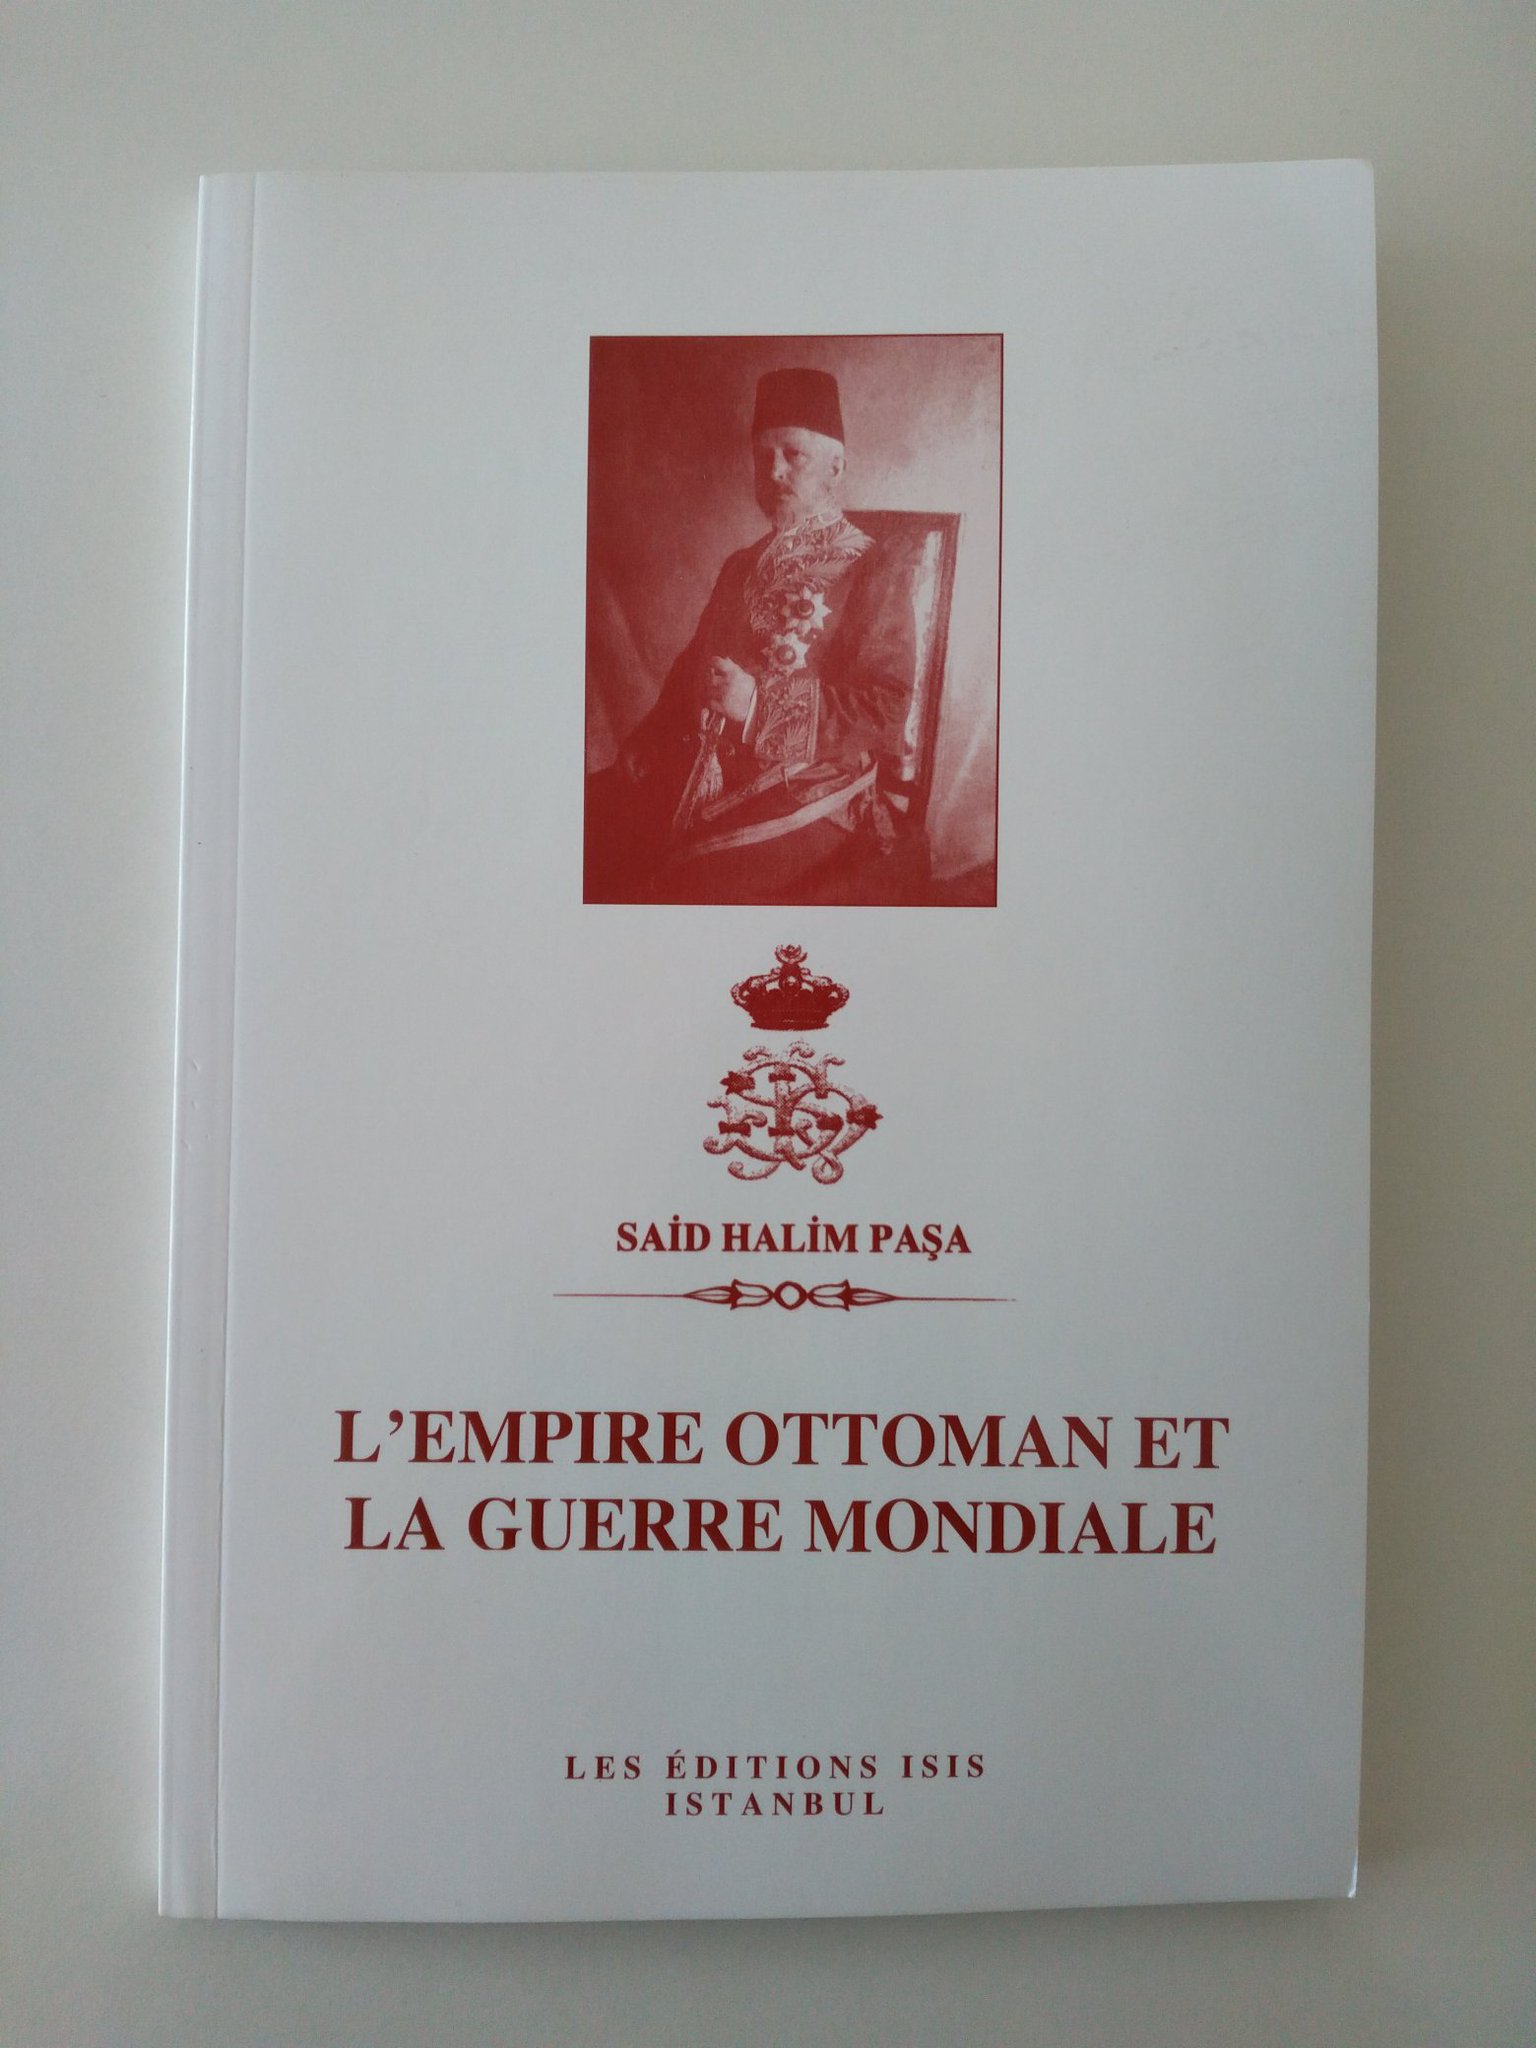 SAİD HALİM PAŞA
L'EMPIRE OTTOMAN ET
LA GUERRE MONDIALE
LES ÉDITIONS ISIS
ISTANBUL